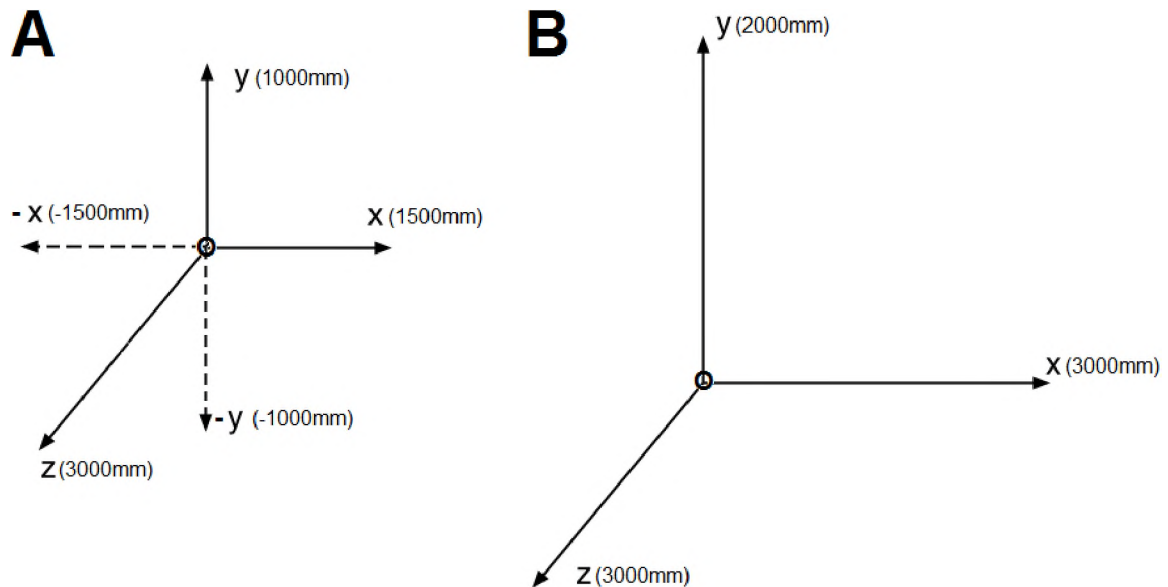 A
y (1000mm)
- x (-1500mm)
x (1500mm)
o
-y (-1000mm)
z (3000mm)
B
y (2000mm)
o
x (3000mm)
z (3000mm)